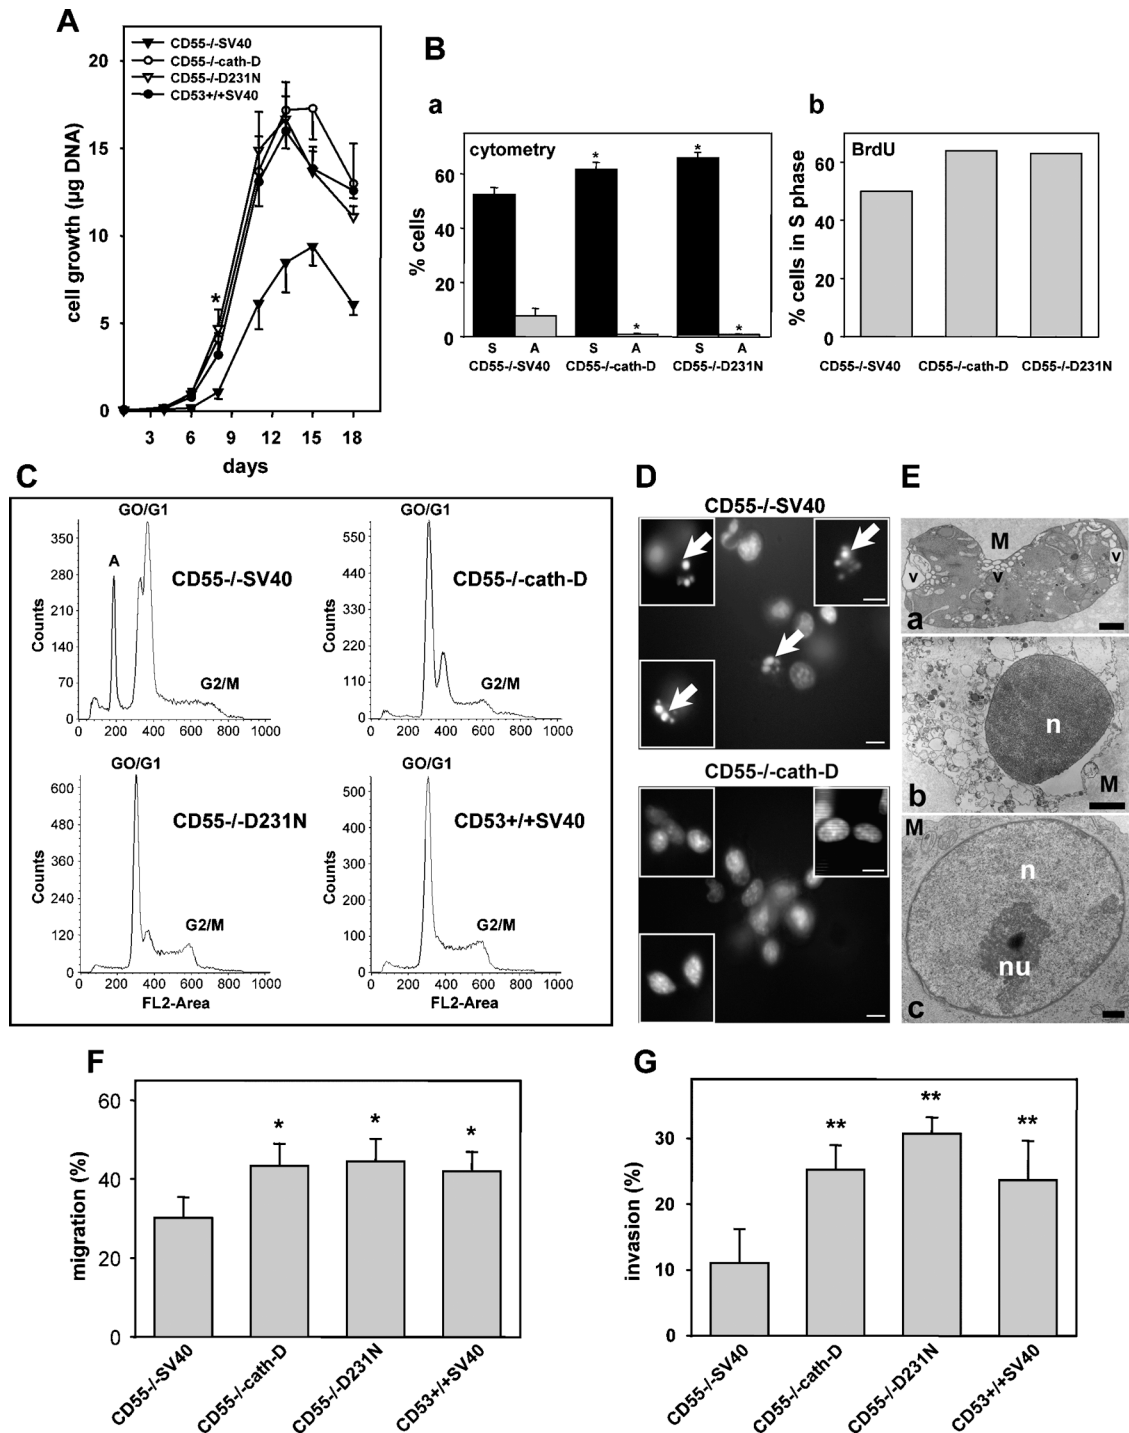 A
CD55-/-SV40
CD55-/-cath-D
CD55-/-D231N
CD53+/+SV40
20
15
10
5
0
cell growth (µg DNA)
*
3 6 9 12 15 18
days
B
a
cytometry
60
40
20
0
% cells
* *
* *
S A S A S A
CD55-/-SV40 CD55-/-cath-D CD55-/-D231N
b
BrdU
60
40
20
0
% cells in S phase
CD55-/-SV40 CD55-/-cath-D CD55-/-D231N
C
GO/G1
A
CD55-/-SV40
G2/M
350
280
210
140
70
0
Counts
0 200 400 600 800 1000
GO/G1
CD55-/-cath-D
G2/M
550
440
330
220
110
0
Counts
0 200 400 600 800 1000
GO/G1
CD55-/-D231N
G2/M
600
480
360
240
120
0
Counts
0 200 400 600 800 1000
FL2-Area
GO/G1
CD53+/+SV40
G2/M
500
400
300
200
100
0
Counts
0 200 400 600 800 1000
FL2-Area
D
CD55-/-SV40
CD55-/-cath-D
E
M
v v v
a
n
M
b
M
n
nu
c
F
60
40
20
0
migration (%)
* * *
CD55-/-SV40
CD55-/-cath-D
CD55-/-D231N
CD53+/+SV40
G
30
20
10
0
invasion (%)
** ** **
CD55-/-SV40
CD55-/-cath-D
CD55-/-D231N
CD53+/+SV40